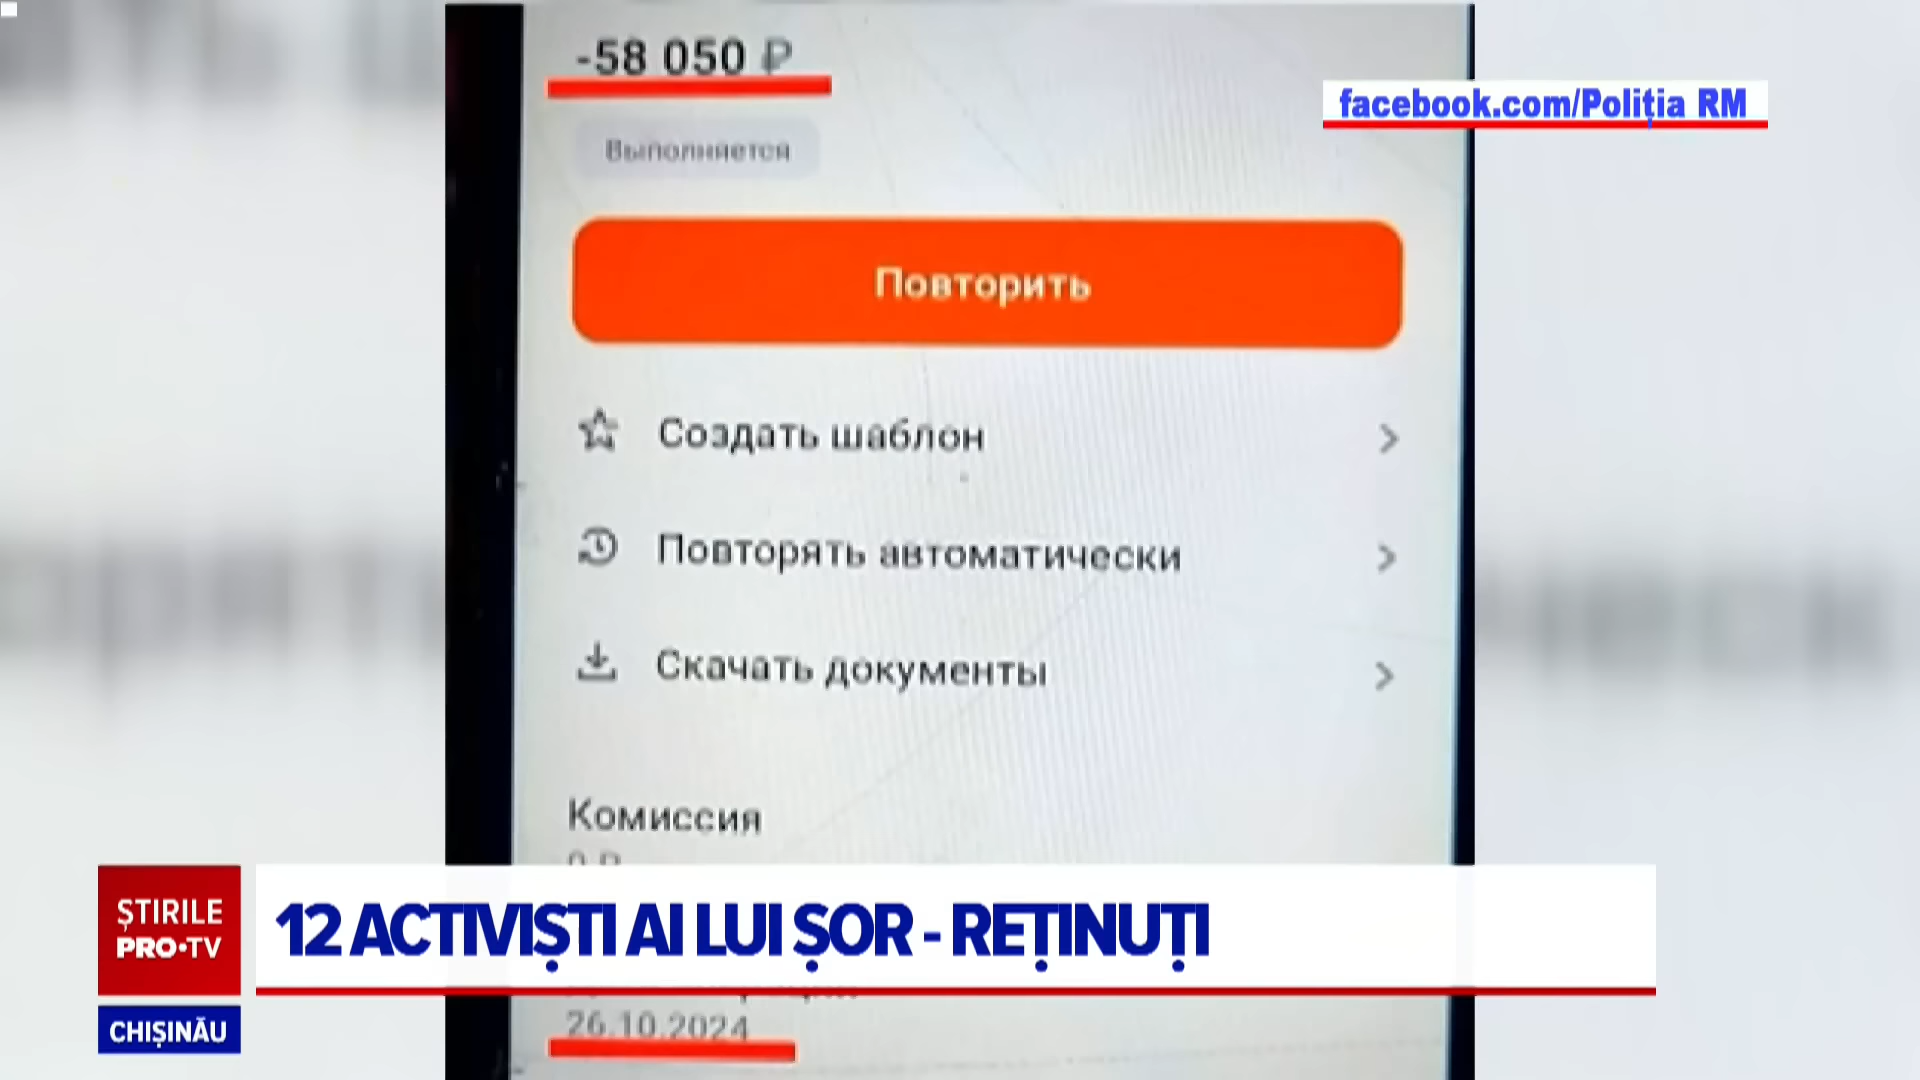 -58 050 ₽
facebook.com/Poliția RM
Выполняется
Повторить
Создать шаблон
Повторять автоматически
Скачать документы
Комиссия
0 ₽
ȘTIRILE
PRO•TV
12 ACTIVIȘTI AI LUI ȘOR - REȚINUȚI
26.10.2024
CHIȘINĂU